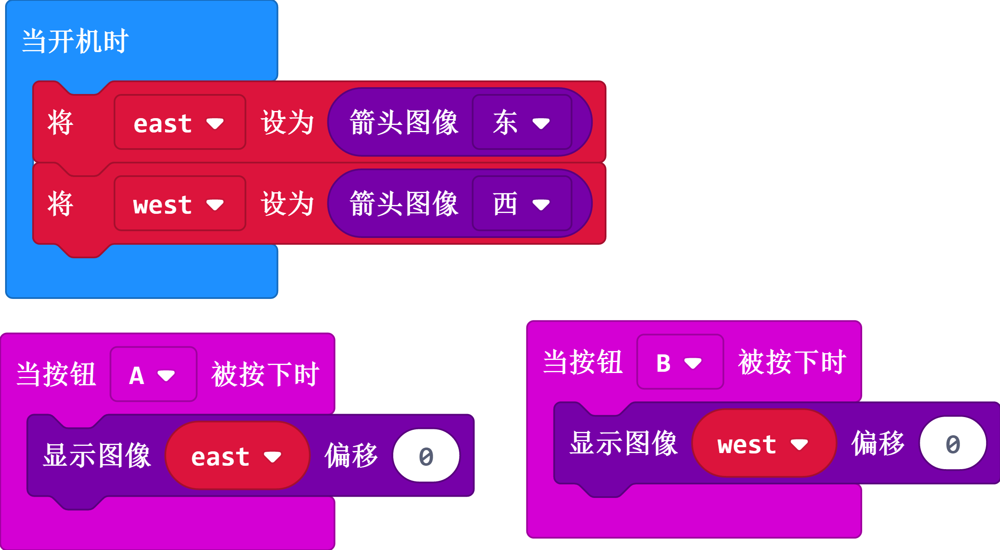 当开机时
将 east 设为 箭头图像 东
将 west 设为 箭头图像 西
当按钮 A 被按下时
显示图像 east 偏移 0
当按钮 B 被按下时
显示图像 west 偏移 0